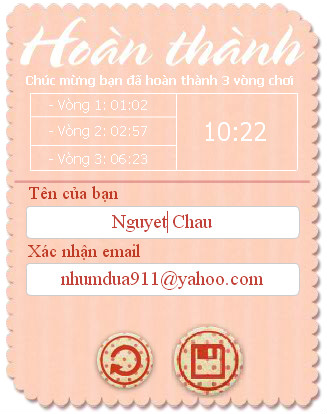 Hoàn thành
Chúc mừng bạn đã hoàn thành 3 vòng chơi
- Vòng 1: 01:02
- Vòng 2: 02:57
- Vòng 3: 06:23
10:22
Tên của bạn
Nguyet Chau
Xác nhận email
nhumdua911@yahoo.com